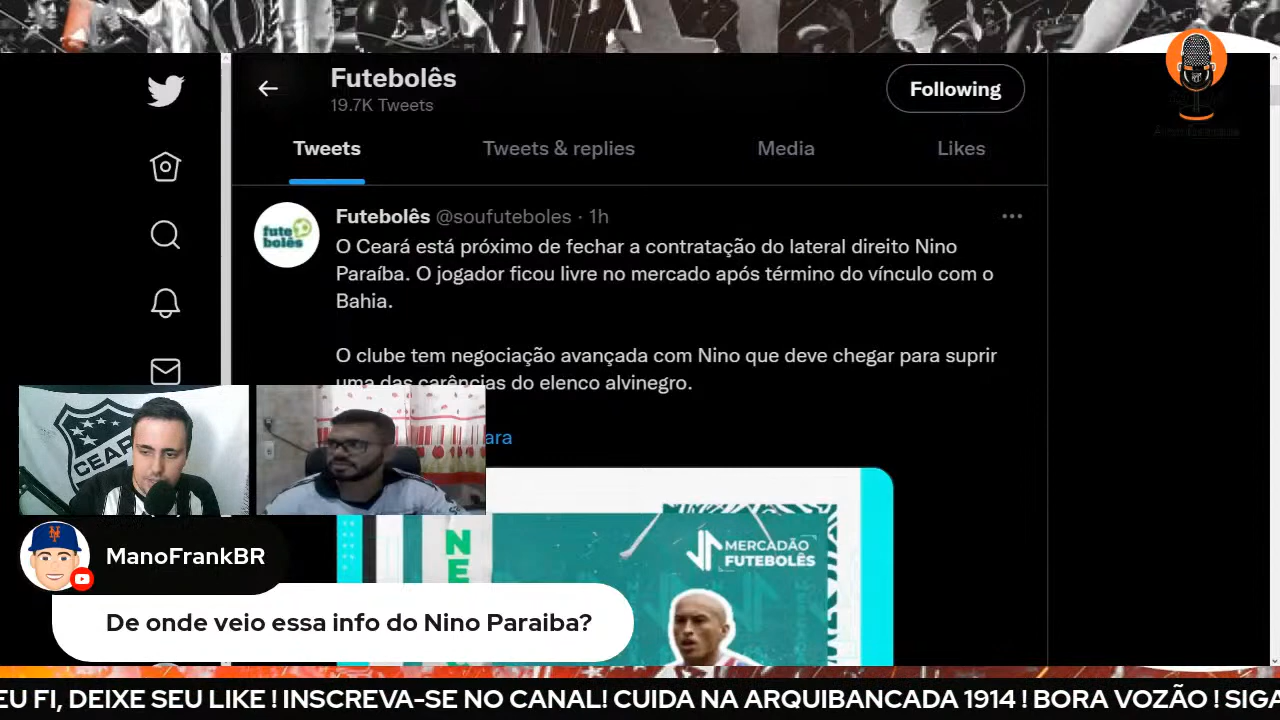 Futebolês
19.7K Tweets
Following
Tweets
Tweets & replies
Media
Likes
Futebolês @soufuteboles · 1h
O Ceará está próximo de fechar a contratação do lateral direito Nino
Paraíba. O jogador ficou livre no mercado após término do vínculo com o
Bahia.
O clube tem negociação avançada com Nino que deve chegar para suprir
uma das carências do elenco alvinegro.
ara
fute
bolês
CEAR
N
E
MERCADÃO
FUTEBOLÊS
ManoFrankBR
De onde veio essa info do Nino Paraiba?
EU FI, DEIXE SEU LIKE ! INSCREVA-SE NO CANAL! CUIDA NA ARQUIBANCADA 1914 ! BORA VOZÃO ! SIGA